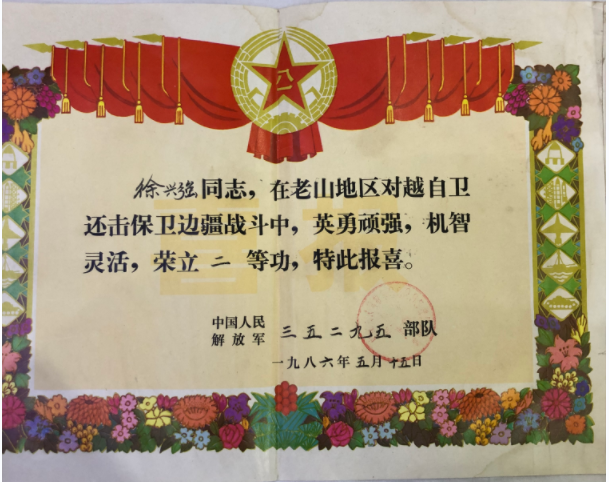 八一
徐兴强同志，在老山地区对越自卫
还击保卫边疆战斗中，英勇顽强，机智
灵活，荣立二等功，特此报喜。
喜报
中国人民
解放军 三五二九五 部队
一九八六年五月十五日